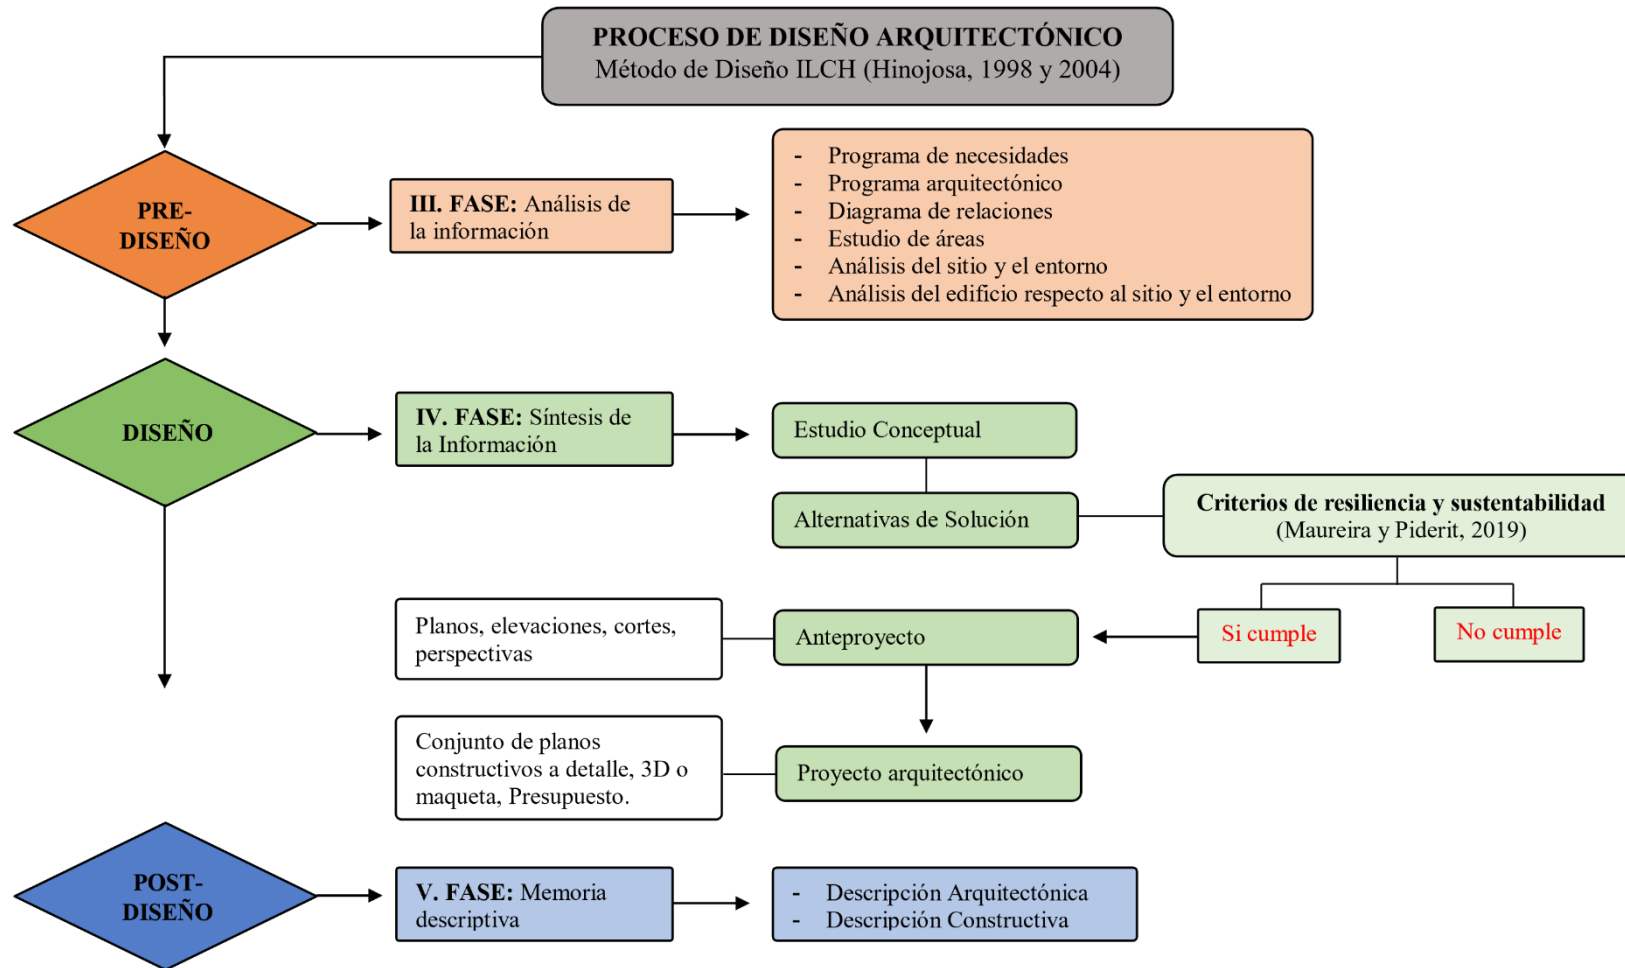 PROCESO DE DISEÑO ARQUITECTÓNICO
Método de Diseño ILCH (Hinojosa, 1998 y 2004)
PRE-
DISEÑO
III. FASE: Análisis de
la información
- Programa de necesidades
- Programa arquitectónico
- Diagrama de relaciones
- Estudio de áreas
- Análisis del sitio y el entorno
- Análisis del edificio respecto al sitio y el entorno
DISEÑO
IV. FASE: Síntesis de
la Información
Estudio Conceptual
Alternativas de Solución
Criterios de resiliencia y sustentabilidad
(Maureira y Piderit, 2019)
Si cumple
No cumple
Anteproyecto
Planos, elevaciones, cortes,
perspectivas
Proyecto arquitectónico
Conjunto de planos
constructivos a detalle, 3D o
maqueta, Presupuesto.
POST-
DISEÑO
V. FASE: Memoria
descriptiva
- Descripción Arquitectónica
- Descripción Constructiva